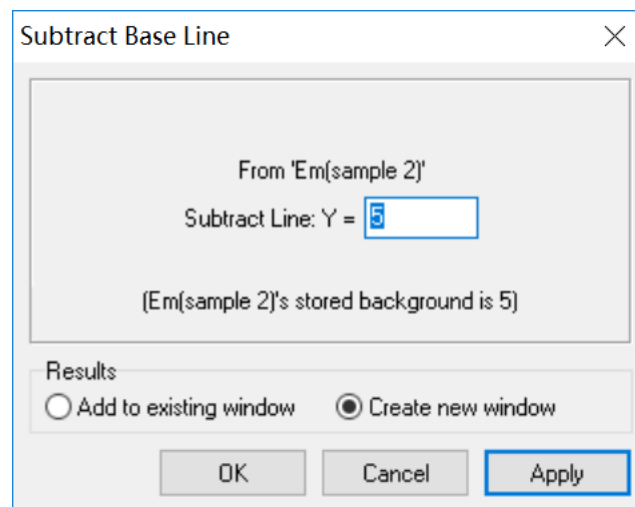 Subtract Base Line
From 'Em(sample 2)'
Subtract Line: Y = 5
(Em(sample 2)'s stored background is 5)
Results
Add to existing window Create new window
OK Cancel Apply